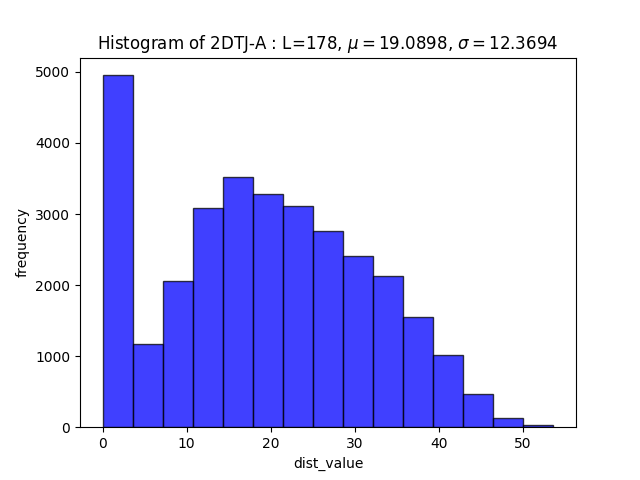 Histogram of 2DTJ-A : L=178, μ = 19.0898, σ = 12.3694
5000
4000
3000
2000
1000
0
frequency
0 10 20 30 40 50
dist_value